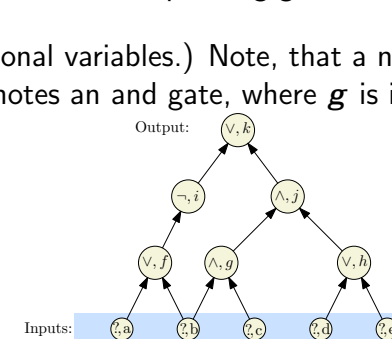 onal variables.) Note, that a n
notes an and gate, where g is i
Output:
∨, k
¬, i
∧, j
∨, f
∧, g
∨, h
Inputs:
?,a
?,b
?,c
?,d
?,e